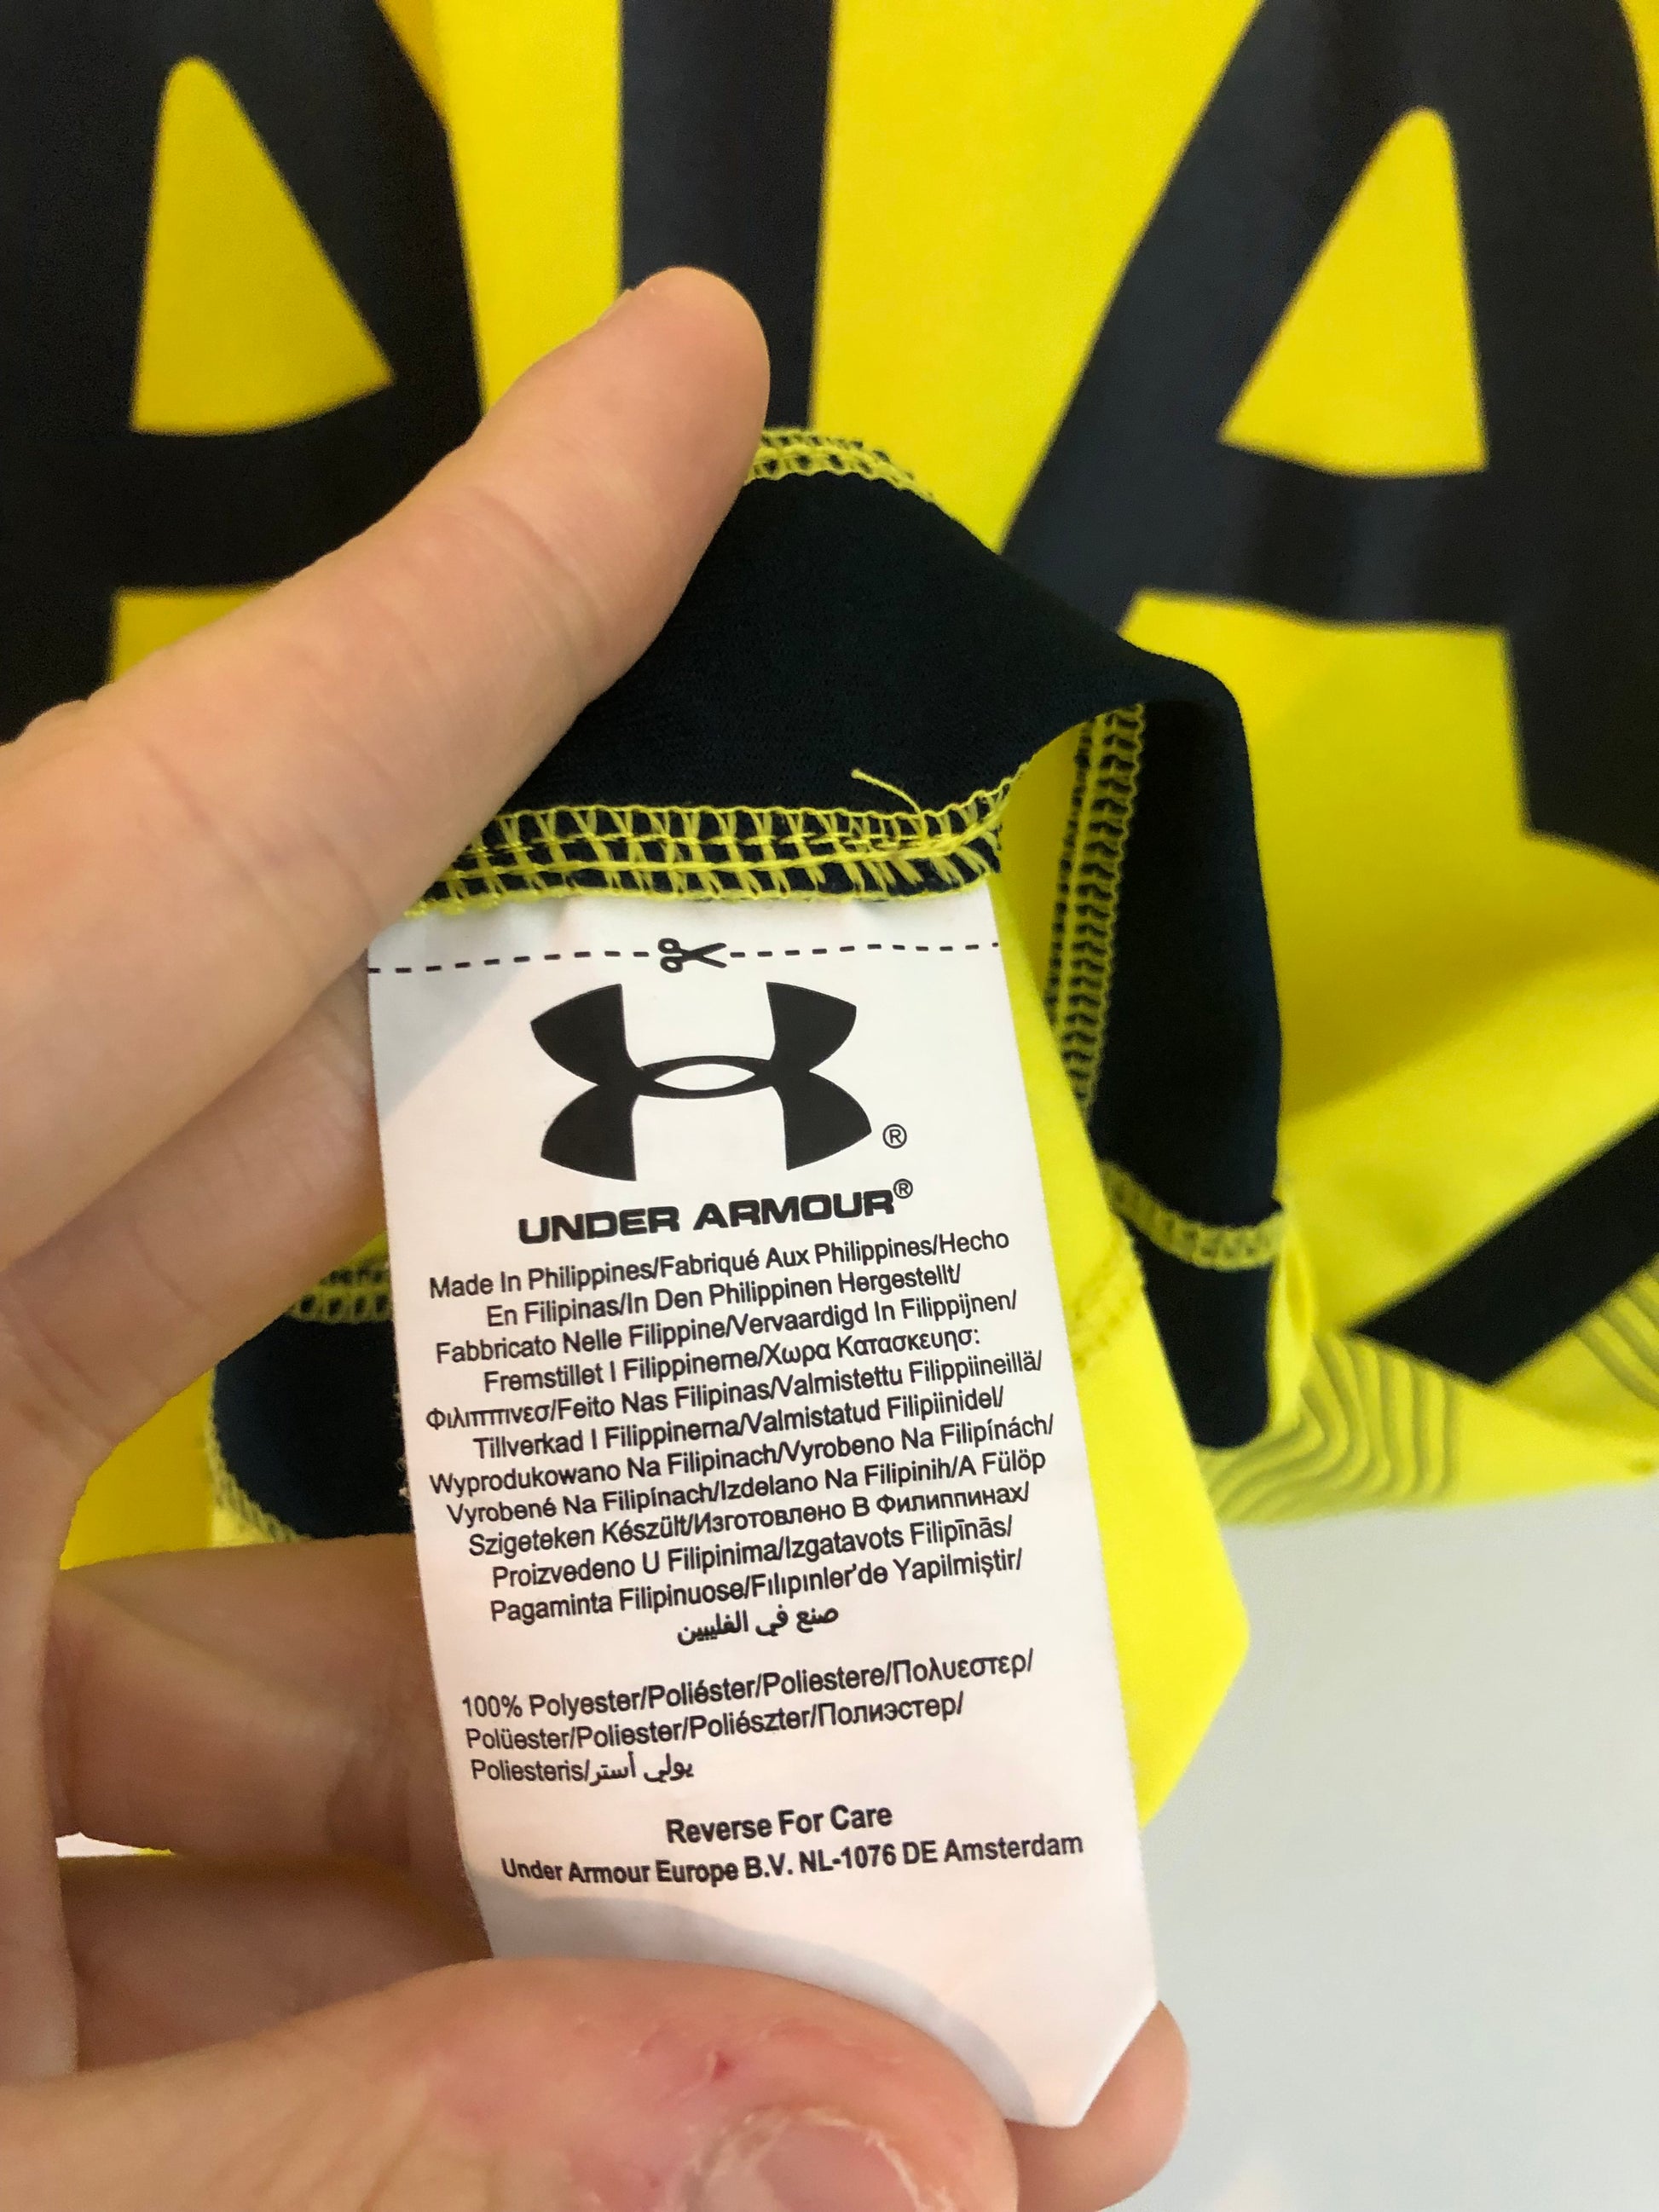 UNDER ARMOUR®
Made In Philippines/Fabriqué Aux Philippines/Hecho
En Filipinas/In Den Philippinen Hergestellt/
Fabbricato Nelle Filippine/Vervaardigd In Filippijnen/
Fremstillet I Filippinerne/Χωρα Κατασκευησ:
Φιλιππινεσ/Feito Nas Filipinas/Valmistettu Filippiineillä/
Tillverkad I Filippinerna/Valmistatud Filipiinidel/
Wyprodukowano Na Filipinach/Vyrobeno Na Filipínách/
Vyrobené Na Filipínach/Izdelano Na Filipinih/A Fülöp
Szigeteken Készült/Изготовлено В Филиппинах/
Proizvedeno U Filipinima/Izgatavots Filipīnās/
Pagaminta Filipinuose/Fılıpınler'de Yapilmiştir/
صنع في الفليبين
100% Polyester/Poliéster/Poliestere/Πολυεστερ/
Polüester/Poliester/Poliészter/Полиэстер/
Poliesteris/يولي أستر
Reverse For Care
Under Armour Europe B.V. NL-1076 DE Amsterdam